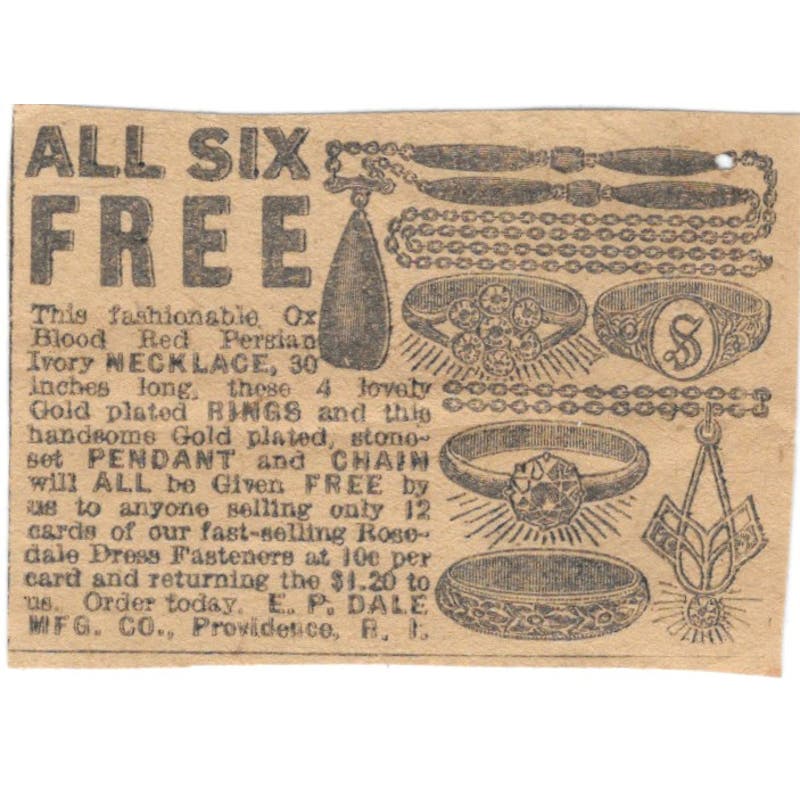 ALL SIX
FREE
This fashionable Ox
Blood Red Persian
Ivory NECKLACE, 30
inches long, these 4 lovely
Gold plated RINGS and this
handsome Gold plated, stone-
set PENDANT and CHAIN
will ALL be Given FREE by
us to anyone selling only 12
cards of our fast-selling Rose-
dale Dress Fasteners at 10c per
card and returning the $1.20 to
us. Order today. E. P. DALE
MFG. CO., Providence, R. I.
S